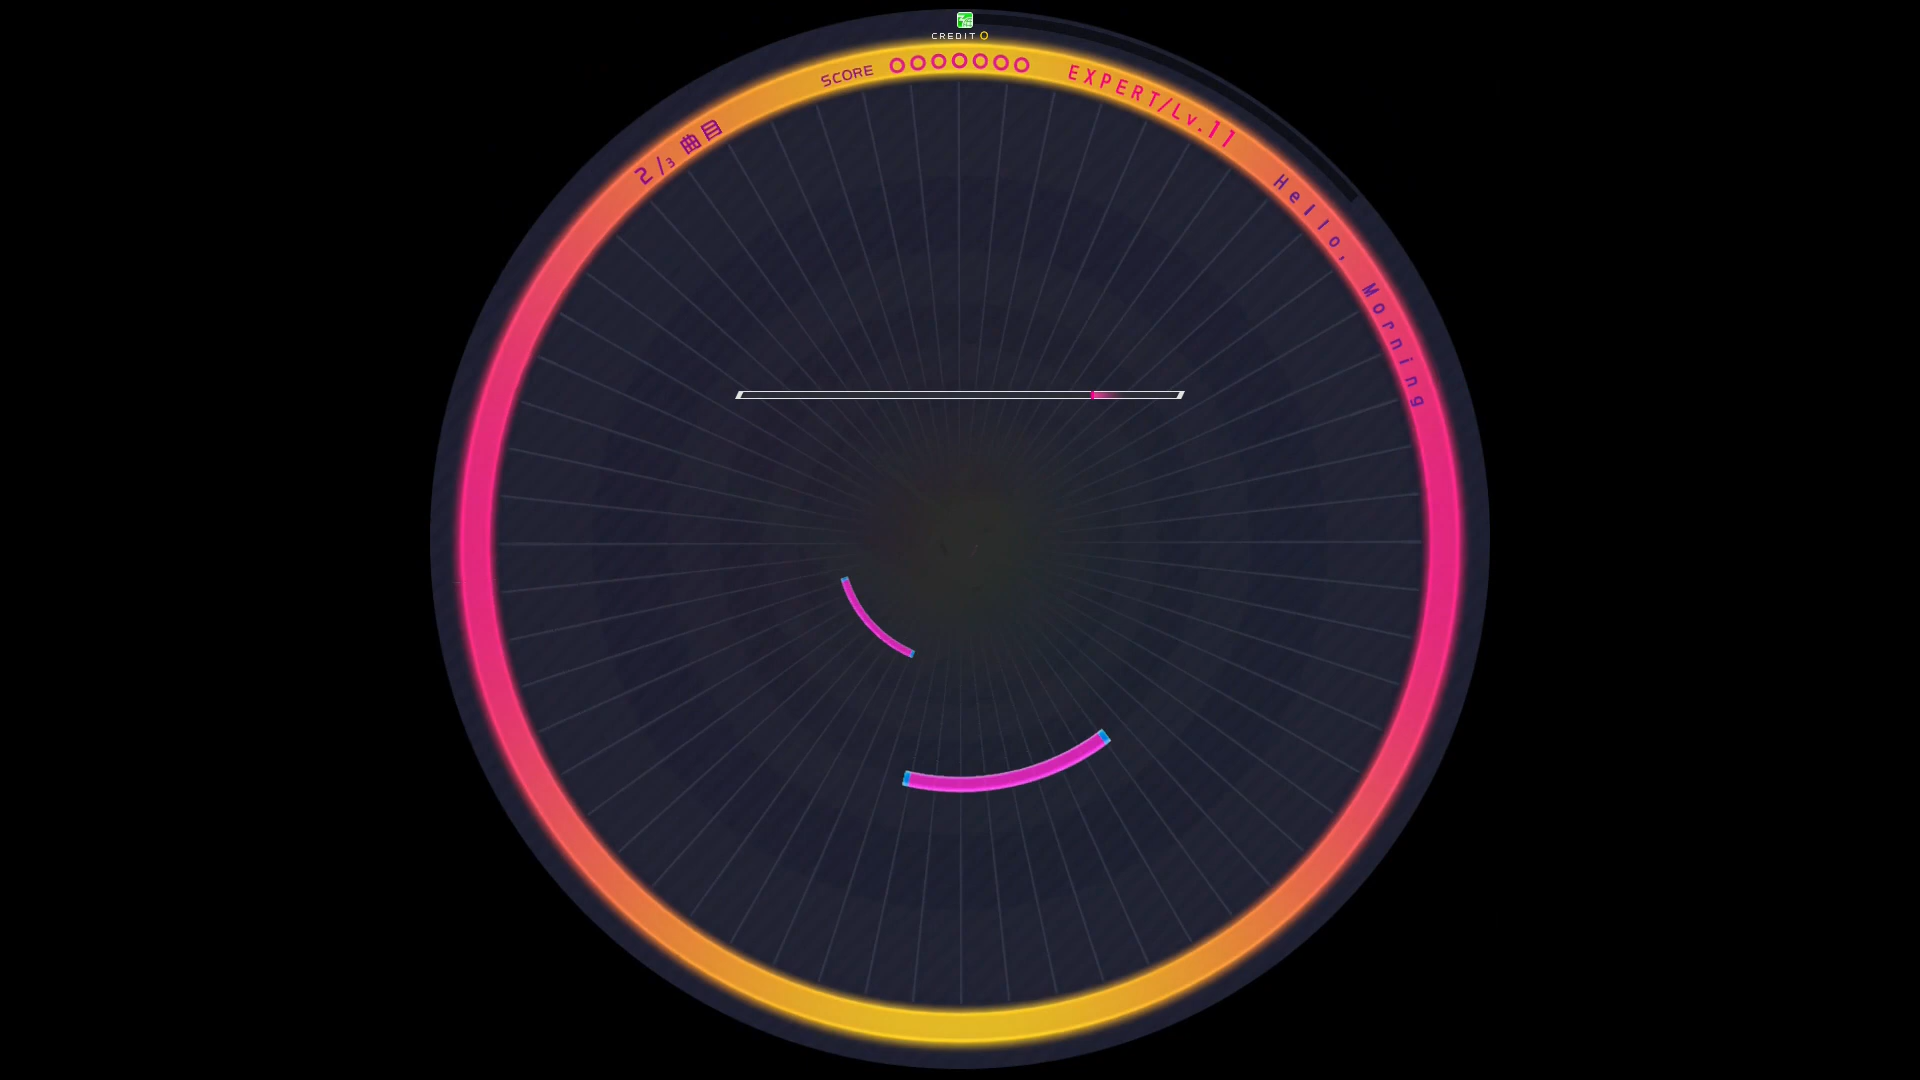 CREDIT 0
2/3 曲目
SCORE 0000000
EXPERT/Lv.11
Hello, Morning